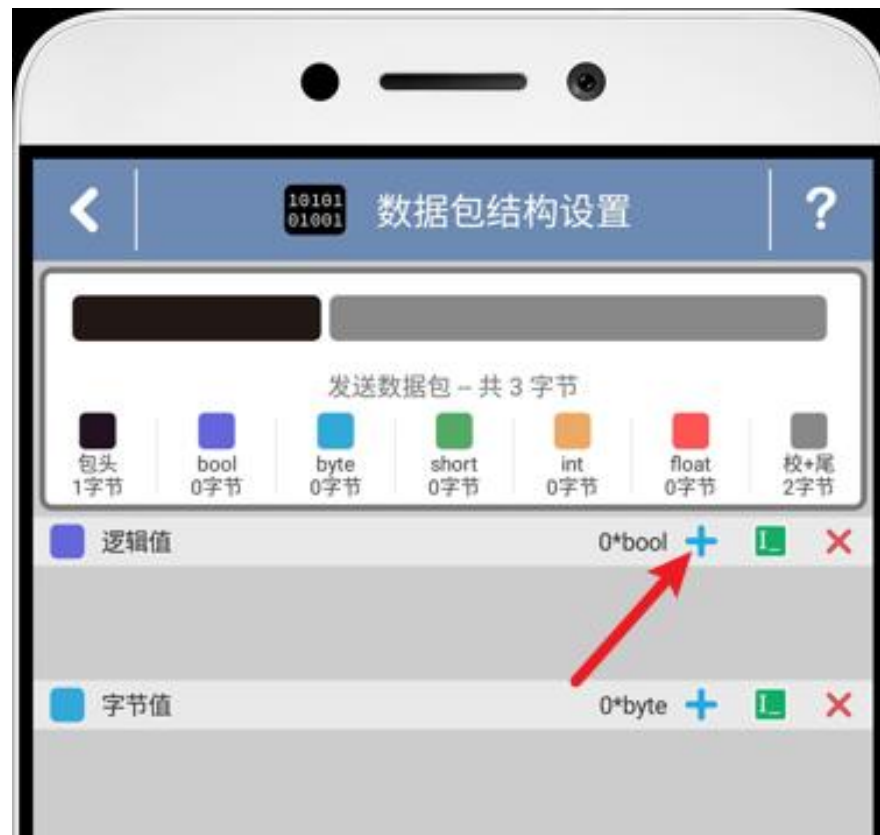 10101
01001
数据包结构设置
?
发送数据包 – 共 3 字节
包头 bool byte short int float 校+尾
1字节 0字节 0字节 0字节 0字节 0字节 2字节
逻辑值 0*bool
字节值 0*byte